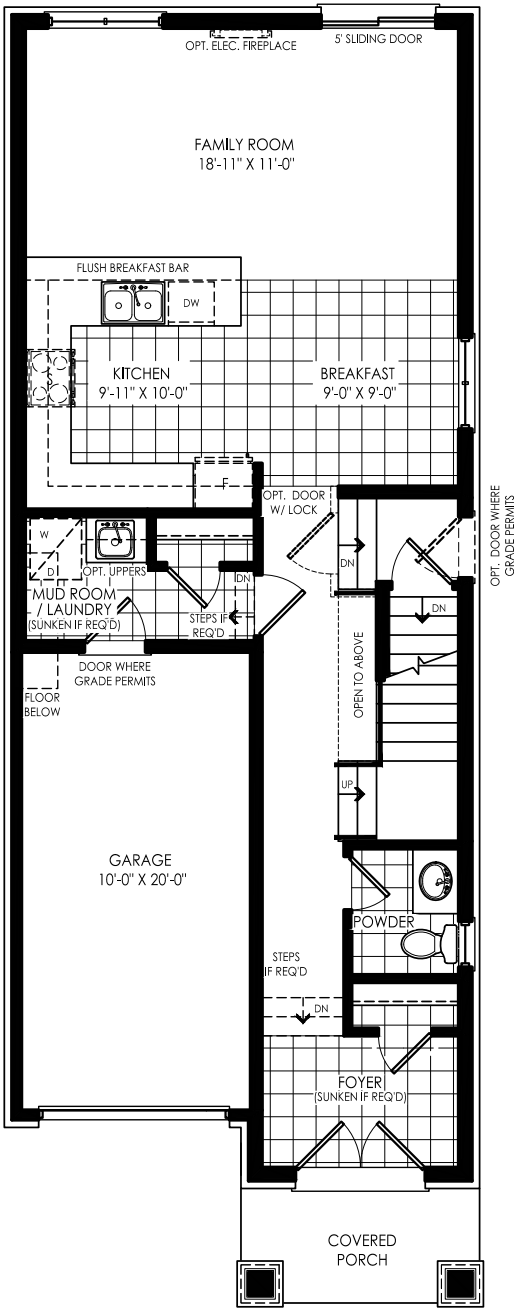 OPT. ELEC. FIREPLACE
5' SLIDING DOOR
FAMILY ROOM
18'-11" X 11'-0"
FLUSH BREAKFAST BAR
DW
KITCHEN
9'-11" X 10'-0"
BREAKFAST
9'-0" X 9'-0"
F
OPT. DOOR
W/ LOCK
OPT. DOOR WHERE
GRADE PERMITS
W
D
OPT. UPPERS
MUD ROOM
/ LAUNDRY
(SUNKEN IF REQ'D)
DN
STEPS IF
REQ'D
DN
DN
DOOR WHERE
GRADE PERMITS
FLOOR
BELOW
OPEN TO ABOVE
UP
GARAGE
10'-0" X 20'-0"
POWDER
STEPS
IF REQ'D
DN
FOYER
(SUNKEN IF REQ'D)
COVERED
PORCH